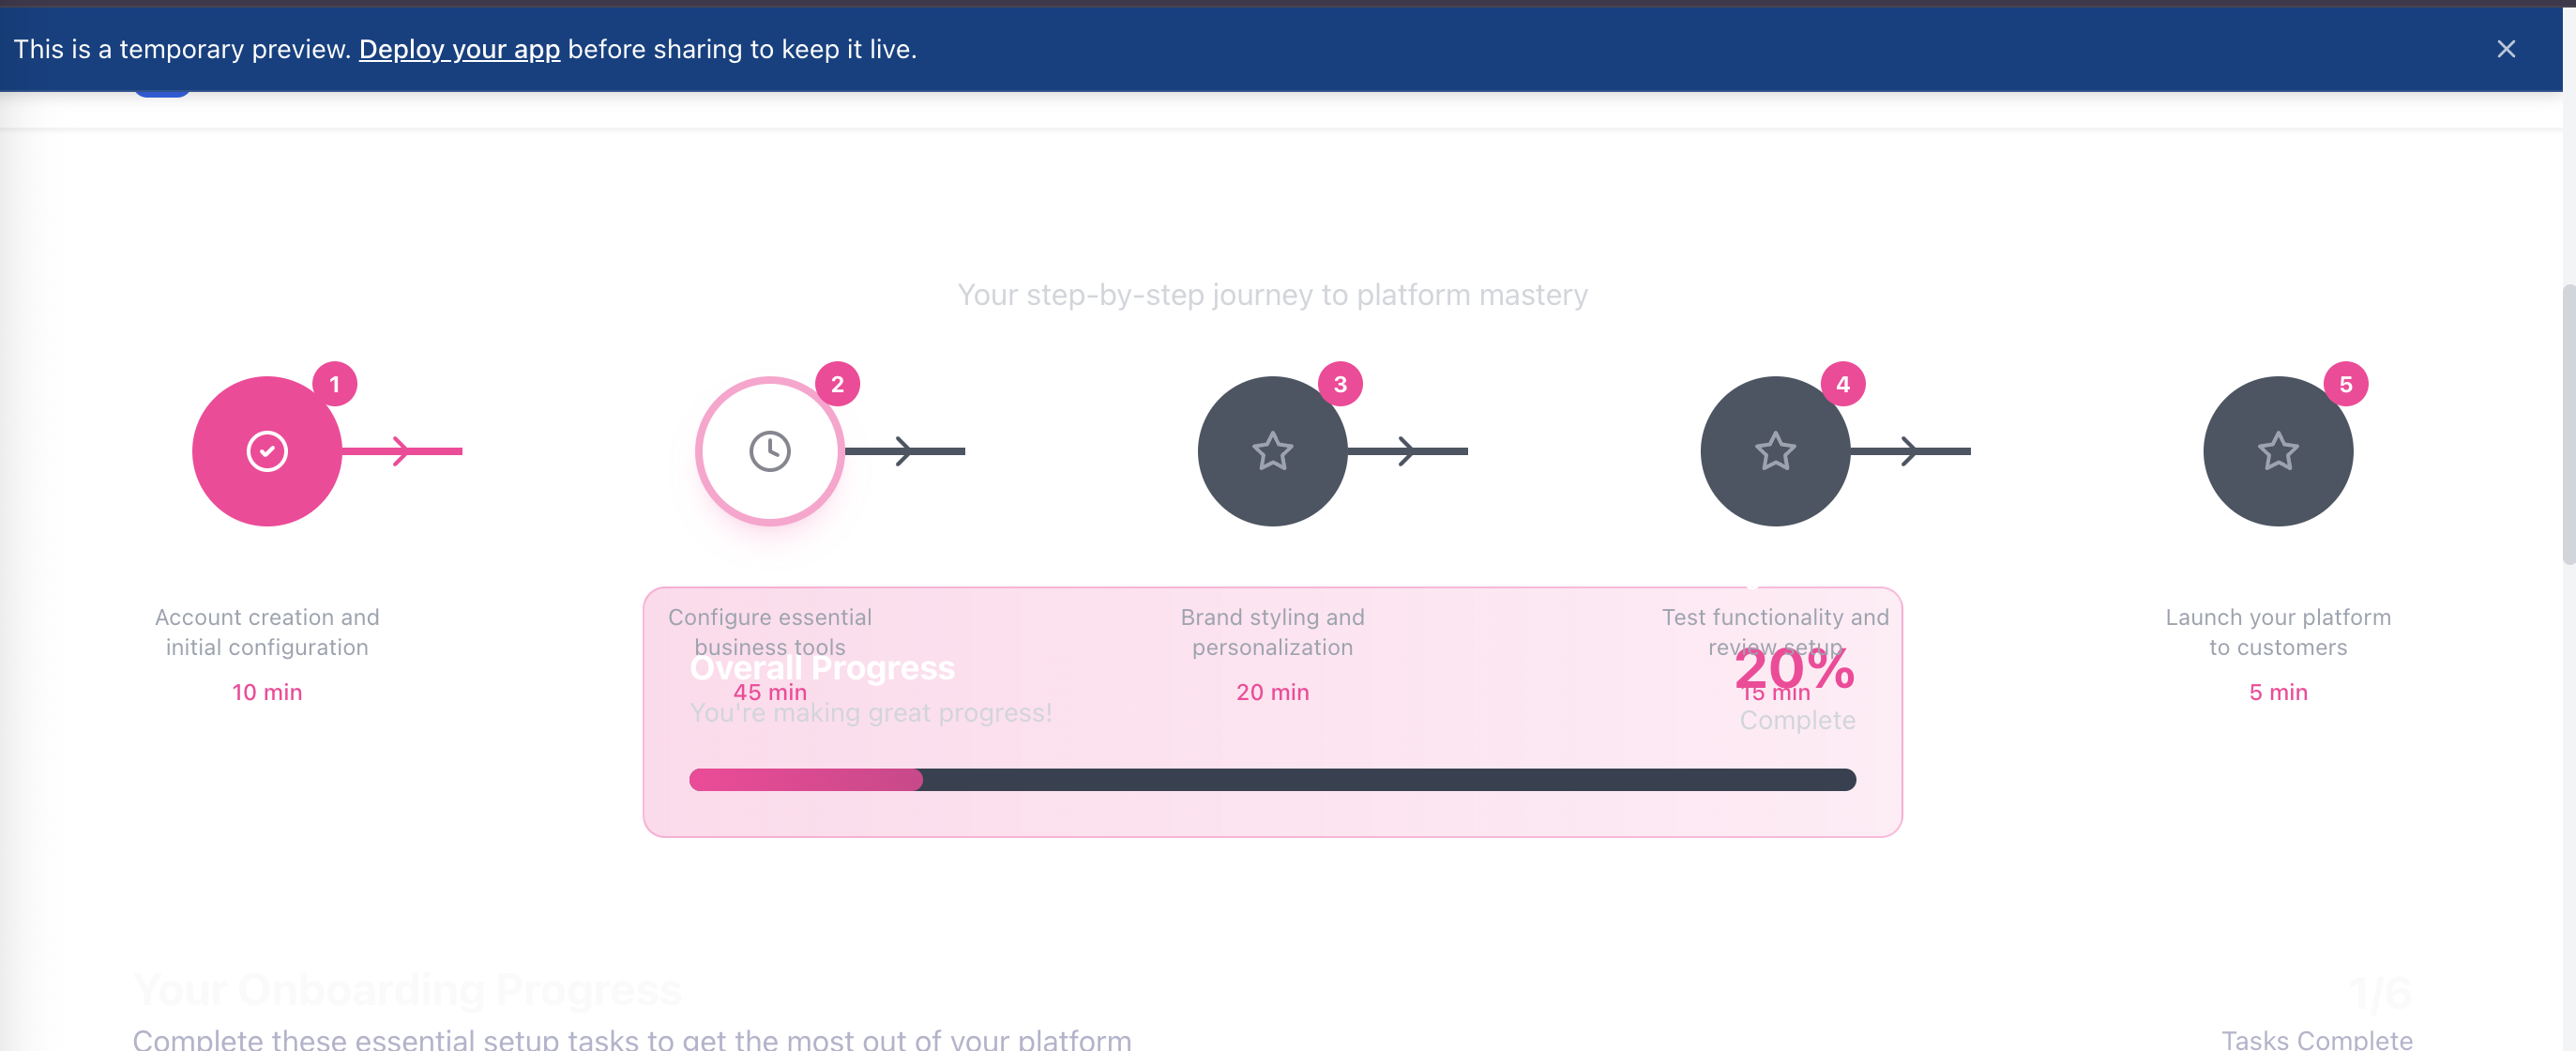 This is a temporary preview. Deploy your app before sharing to keep it live.
Your step-by-step journey to platform mastery
1
2
3
4
5
Account creation and
initial configuration
10 min
Configure essential
business tools
45 min
Brand styling and
personalization
20 min
Test functionality and
review setup
15 min
Launch your platform
to customers
5 min
Overall Progress
You're making great progress!
20%
Complete
Your Onboarding Progress
Complete these essential setup tasks to get the most out of your platform
1/6
Tasks Complete